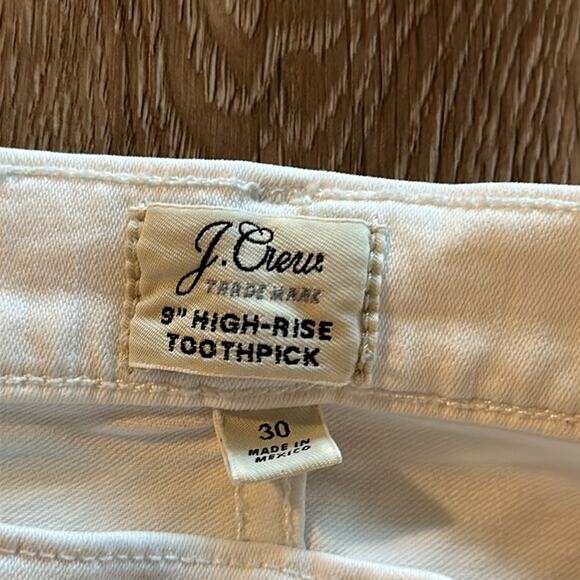 J.Crew
TRADE MARK
9" HIGH-RISE
TOOTHPICK
30
MADE IN
MEXICO